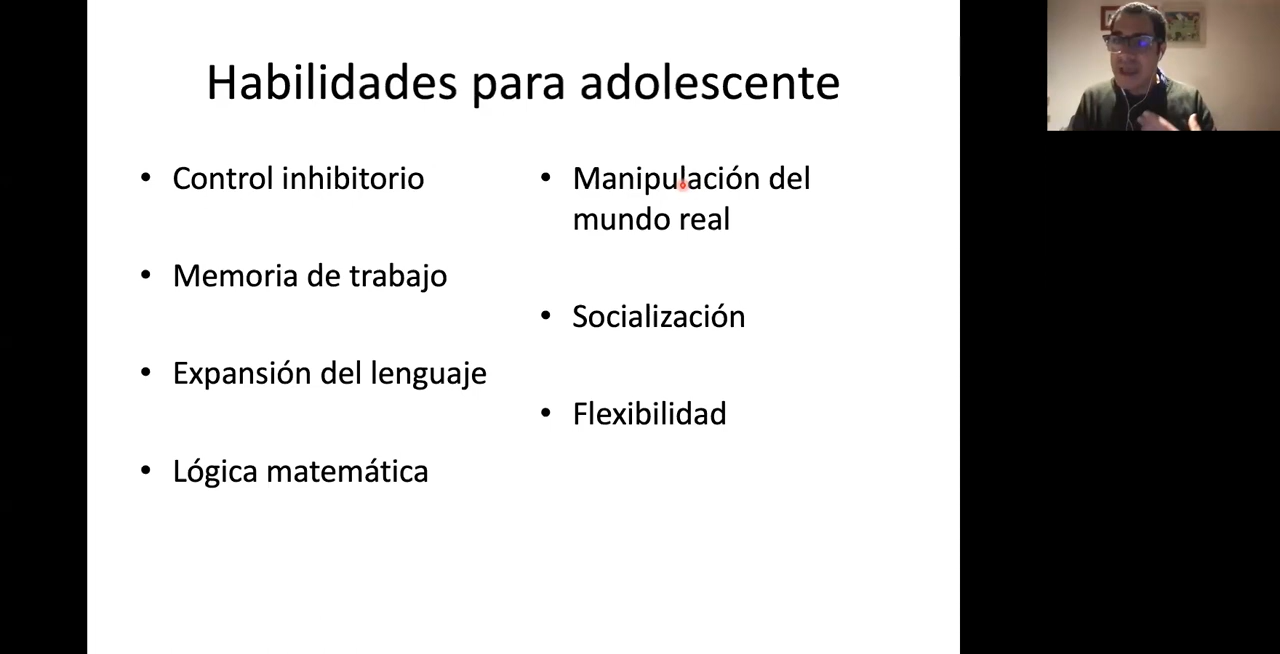 Habilidades para adolescente
• Control inhibitorio
• Memoria de trabajo
• Expansión del lenguaje
• Lógica matemática
• Manipulación del
mundo real
• Socialización
• Flexibilidad